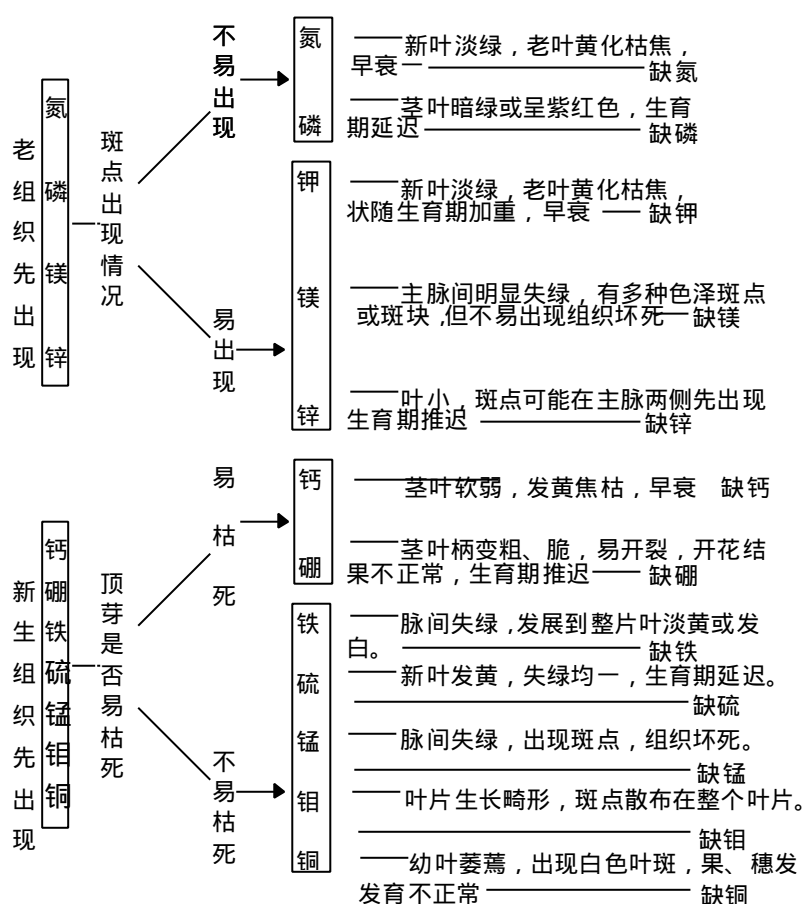 老组织先出现
氮
磷
镁
锌
斑点出现情况
不易出现
氮
新叶淡绿，老叶黄化枯焦，
早衰 缺氮
磷
茎叶暗绿或呈紫红色，生育
期延迟 缺磷
易出现
钾
新叶淡绿，老叶黄化枯焦，
状随生育期加重，早衰 缺钾
镁
主脉间明显失绿，有多种色泽斑点
或斑块，但不易出现组织坏死 缺镁
锌
叶小，斑点可能在主脉两侧先出现
生育期推迟 缺锌
新生组织先出现
钙
硼
铁
硫
锰
钼
铜
顶芽是否易枯死
易枯死
钙
茎叶软弱，发黄焦枯，早衰 缺钙
硼
茎叶柄变粗、脆，易开裂，开花结
果不正常，生育期推迟 缺硼
不易枯死
铁
脉间失绿，发展到整片叶淡黄或发
白。 缺铁
硫
新叶发黄，失绿均一，生育期延迟。
缺硫
锰
脉间失绿，出现斑点，组织坏死。
缺锰
钼
叶片生长畸形，斑点散布在整个叶片。
缺钼
铜
幼叶萎蔫，出现白色叶斑，果、穗发
发育不正常 缺铜